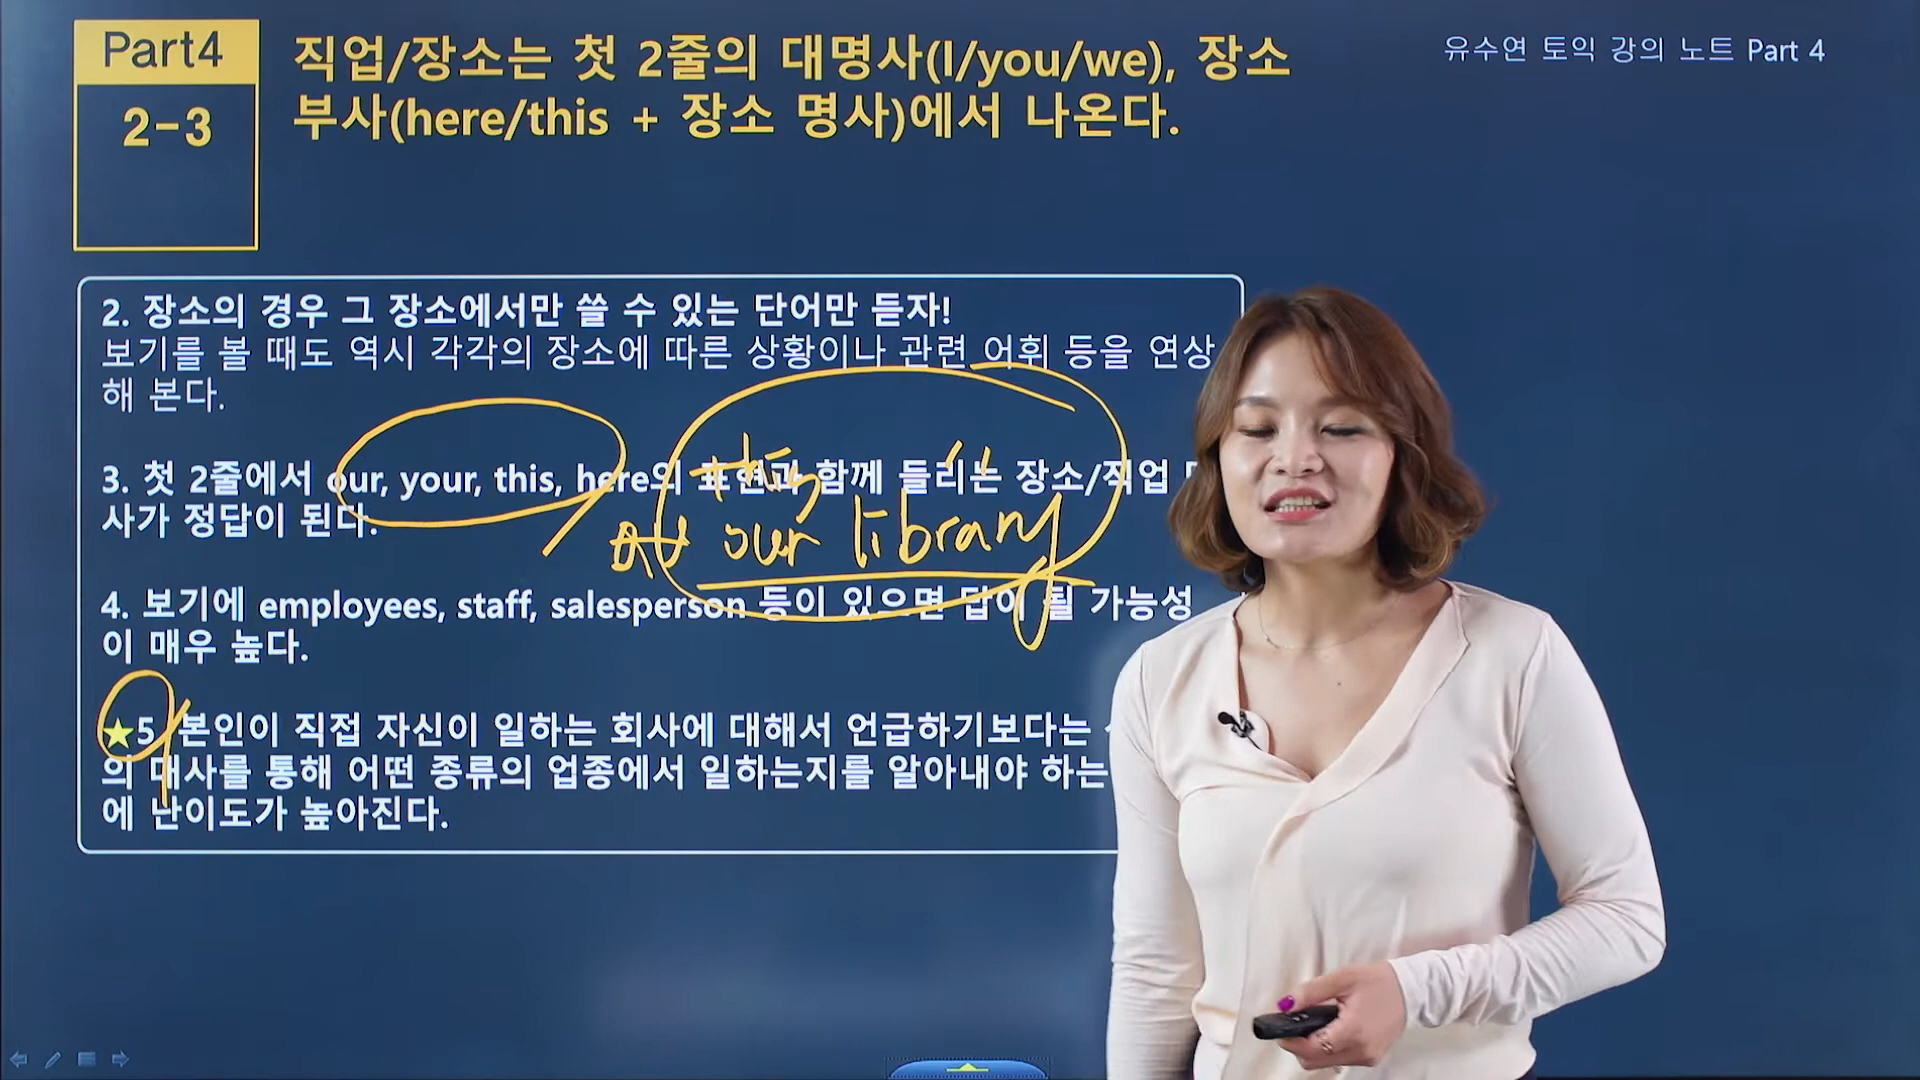 Part4
2-3
직업/장소는 첫 2줄의 대명사(I/you/we), 장소
부사(here/this + 장소 명사)에서 나온다.
유수연 토익 강의 노트 Part 4
2. 장소의 경우 그 장소에서만 쓸 수 있는 단어만 듣자!
보기를 볼 때도 역시 각각의 장소에 따른 상황이나 관련 어휘 등을 연상
해 본다.
3. 첫 2줄에서 our, your, this, here의 표현과 함께 들리는 장소/직업
사가 정답이 된다.
this
our library
4. 보기에 employees, staff, salesperson 등이 있으면 답이 될 가능성
이 매우 높다.
★5 본인이 직접 자신이 일하는 회사에 대해서 언급하기보다는
의 대사를 통해 어떤 종류의 업종에서 일하는지를 알아내야 하는
에 난이도가 높아진다.